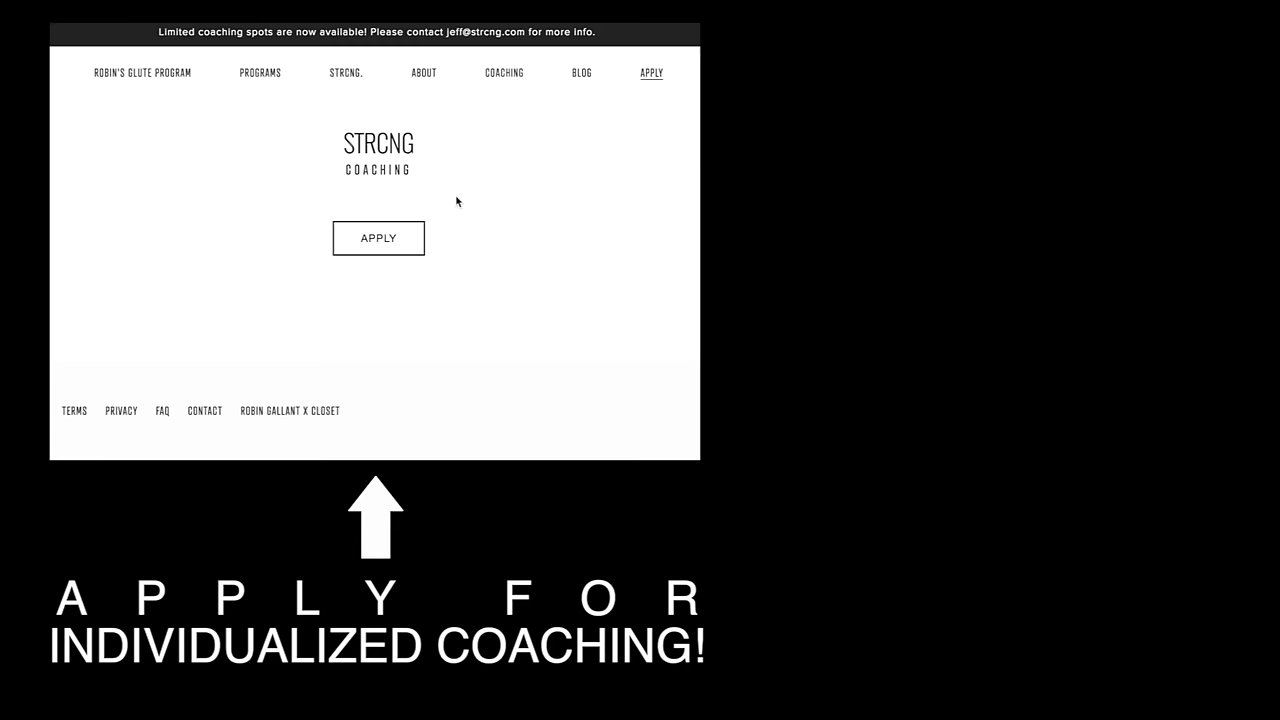 Limited coaching spots are now available! Please contact jeff@strcng.com for more info.
ROBIN'S GLUTE PROGRAM PROGRAMS STRCNG. ABOUT COACHING BLOG APPLY
STRCNG
COACHING
APPLY
TERMS PRIVACY FAQ CONTACT ROBIN GALLANT X CLOSET
APPLY FOR
INDIVIDUALIZED COACHING!